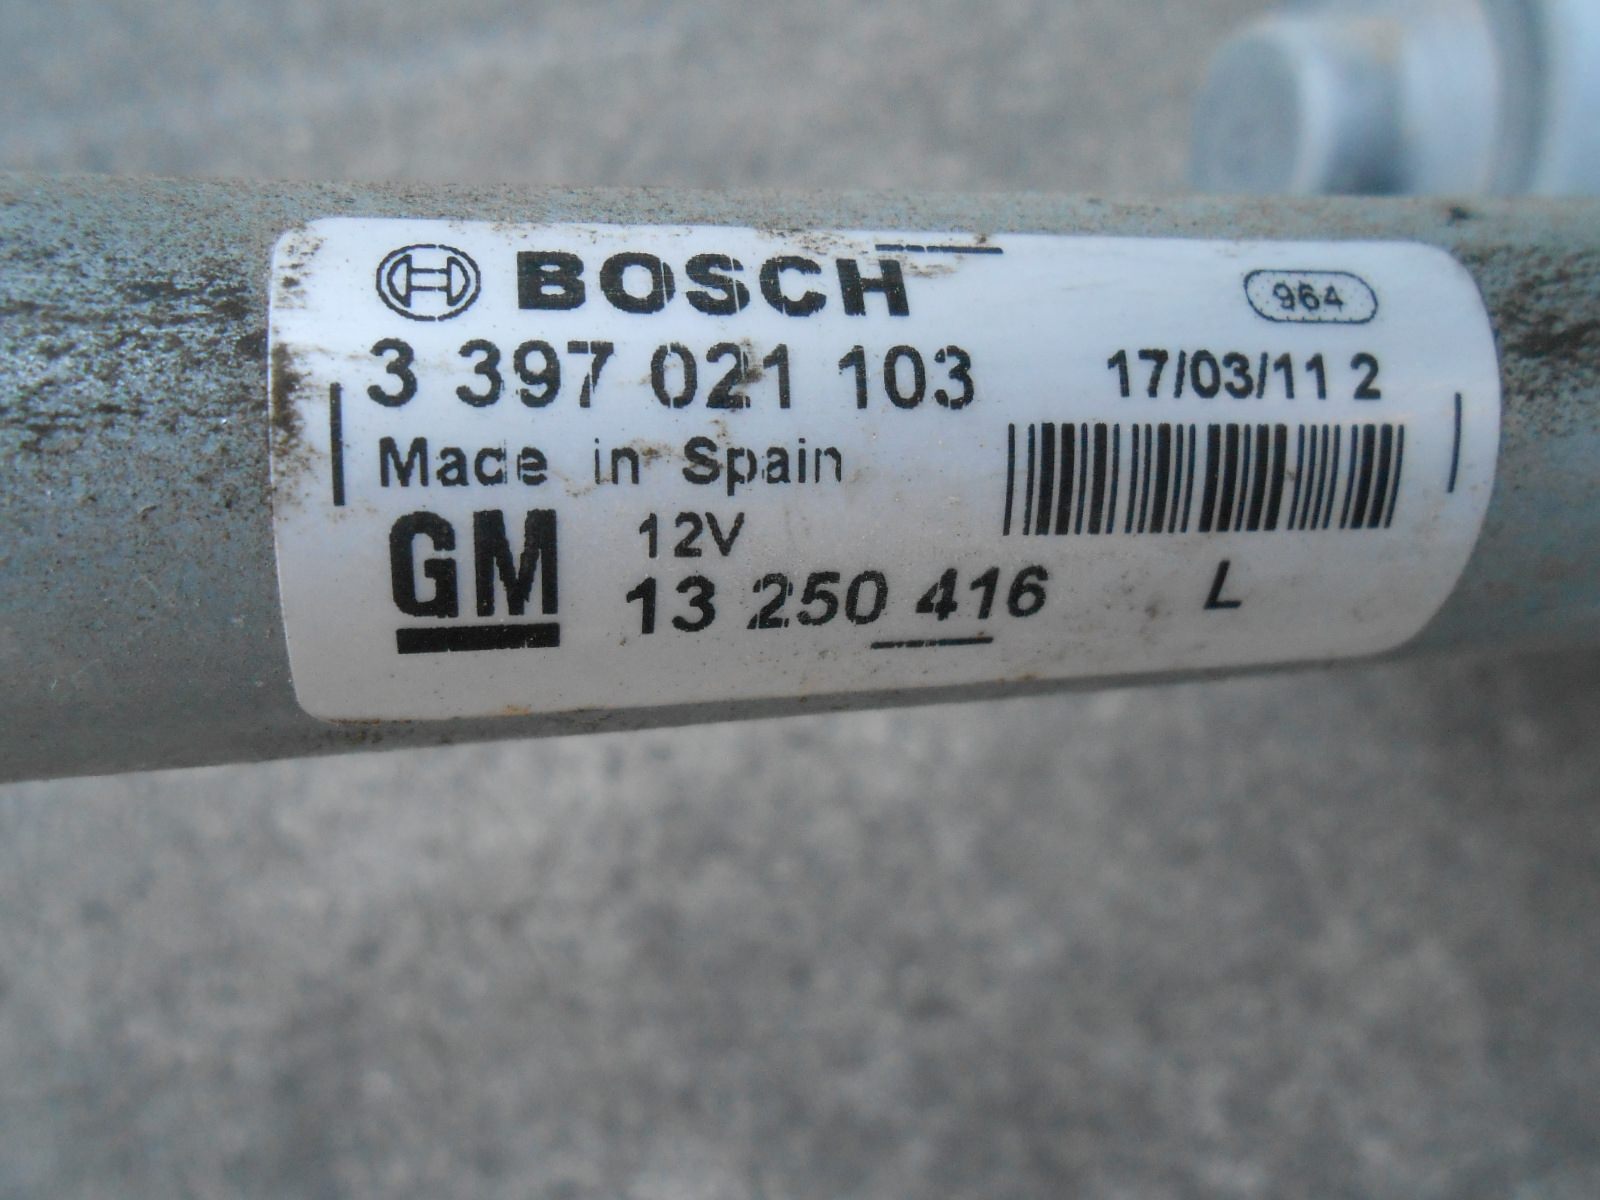 BOSCH 964
3 397 021 103 17/03/11 2
Made in Spain
GM 12V
13 250 416 L